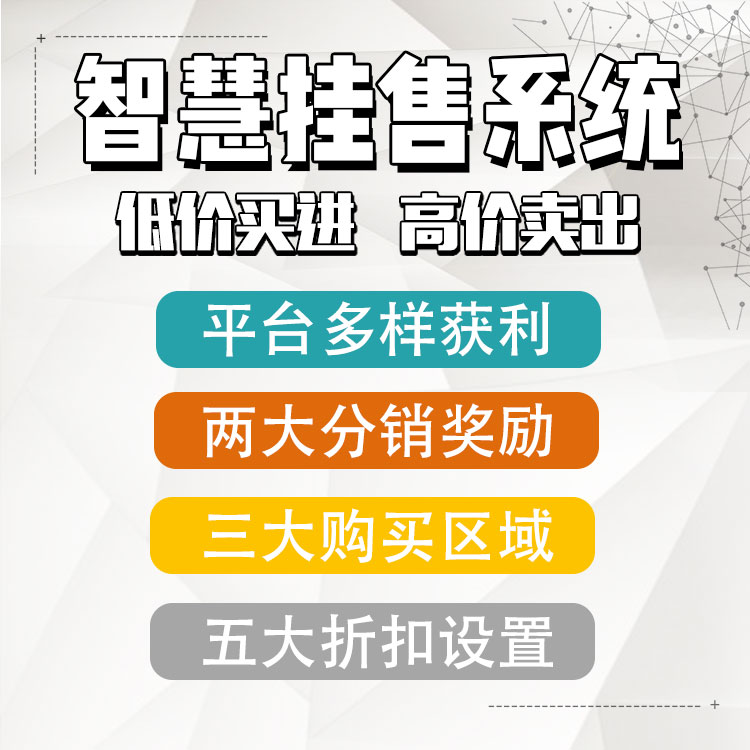 智慧挂售系统
低价买进 高价卖出
平台多样获利
两大分销奖励
三大购买区域
五大折扣设置